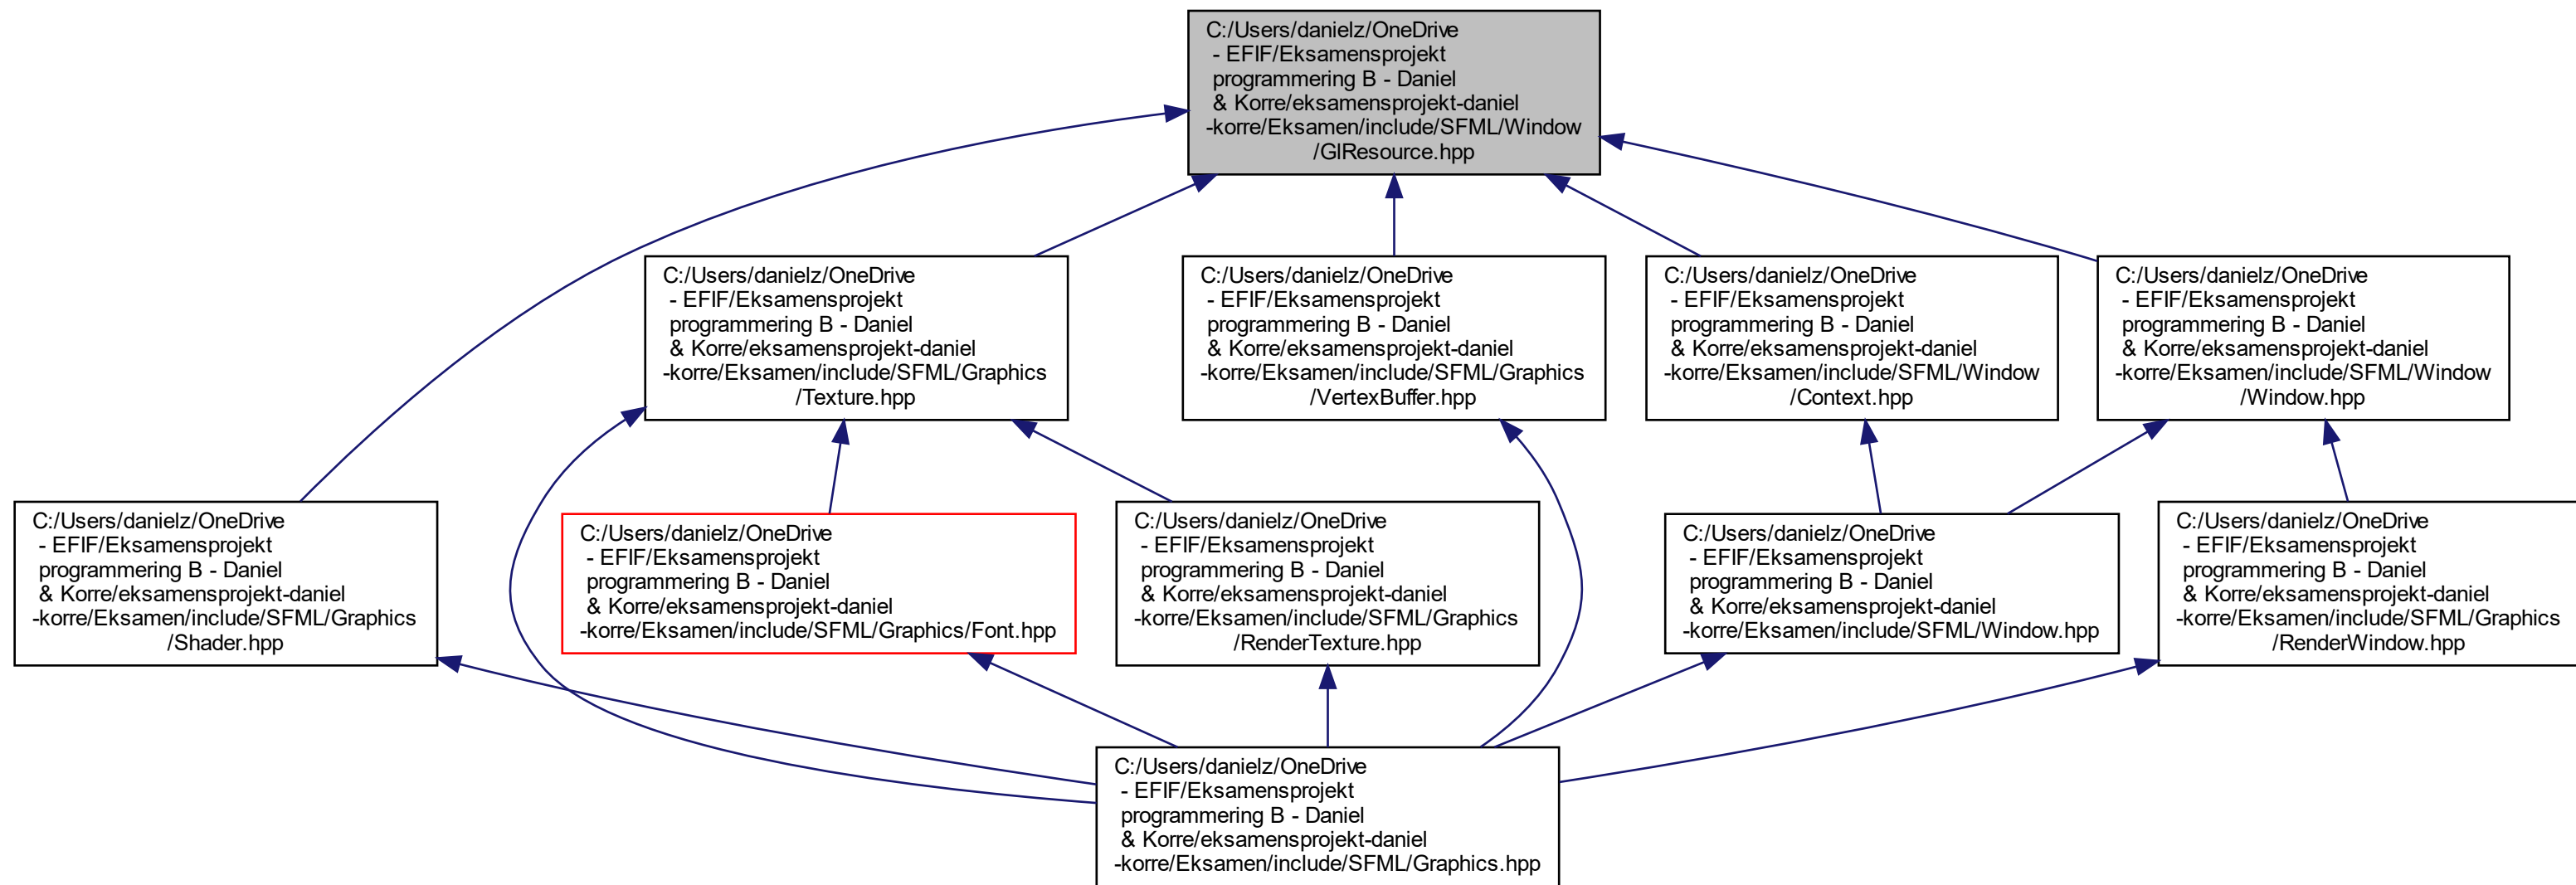 C:/Users/danielz/OneDrive
- EFIF/Eksamensprojekt
programmering B - Daniel
& Korre/eksamensprojekt-daniel
-korre/Eksamen/include/SFML/Window
/GlResource.hpp
C:/Users/danielz/OneDrive
- EFIF/Eksamensprojekt
programmering B - Daniel
& Korre/eksamensprojekt-daniel
-korre/Eksamen/include/SFML/Graphics
/Texture.hpp
C:/Users/danielz/OneDrive
- EFIF/Eksamensprojekt
programmering B - Daniel
& Korre/eksamensprojekt-daniel
-korre/Eksamen/include/SFML/Graphics
/VertexBuffer.hpp
C:/Users/danielz/OneDrive
- EFIF/Eksamensprojekt
programmering B - Daniel
& Korre/eksamensprojekt-daniel
-korre/Eksamen/include/SFML/Window
/Context.hpp
C:/Users/danielz/OneDrive
- EFIF/Eksamensprojekt
programmering B - Daniel
& Korre/eksamensprojekt-daniel
-korre/Eksamen/include/SFML/Window
/Window.hpp
C:/Users/danielz/OneDrive
- EFIF/Eksamensprojekt
programmering B - Daniel
& Korre/eksamensprojekt-daniel
-korre/Eksamen/include/SFML/Graphics
/Shader.hpp
C:/Users/danielz/OneDrive
- EFIF/Eksamensprojekt
programmering B - Daniel
& Korre/eksamensprojekt-daniel
-korre/Eksamen/include/SFML/Graphics/Font.hpp
C:/Users/danielz/OneDrive
- EFIF/Eksamensprojekt
programmering B - Daniel
& Korre/eksamensprojekt-daniel
-korre/Eksamen/include/SFML/Graphics
/RenderTexture.hpp
C:/Users/danielz/OneDrive
- EFIF/Eksamensprojekt
programmering B - Daniel
& Korre/eksamensprojekt-daniel
-korre/Eksamen/include/SFML/Window.hpp
C:/Users/danielz/OneDrive
- EFIF/Eksamensprojekt
programmering B - Daniel
& Korre/eksamensprojekt-daniel
-korre/Eksamen/include/SFML/Graphics
/RenderWindow.hpp
C:/Users/danielz/OneDrive
- EFIF/Eksamensprojekt
programmering B - Daniel
& Korre/eksamensprojekt-daniel
-korre/Eksamen/include/SFML/Graphics.hpp